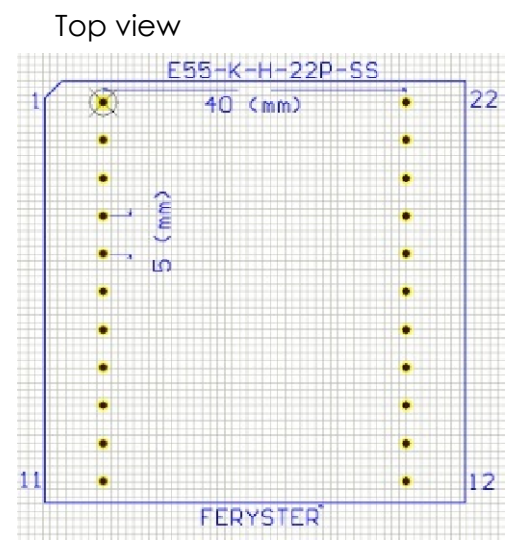 Top view
E55-K-H-22P-SS
1
40 (mm)
22
5 (mm)
11
12
FERYSTER